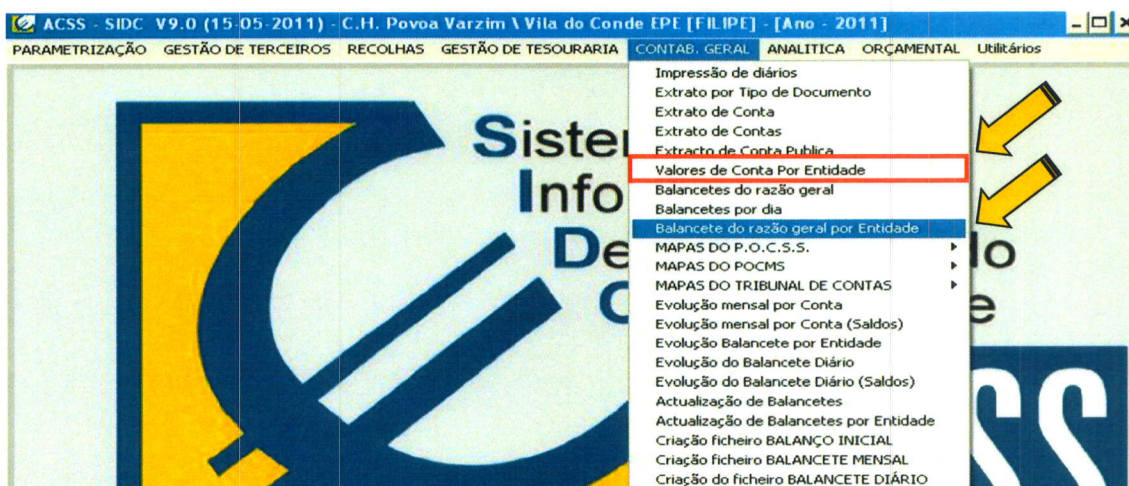 ACSS - SIDC V9.0 (15-05-2011) - C.H. Povoa Varzim \ Vila do Conde EPE [FILIPE] - [Ano - 2011]
PARAMETRIZAÇÃO GESTÃO DE TERCEIROS RECOLHAS GESTÃO DE TESOURARIA CONTAB. GERAL ANALITICA ORÇAMENTAL Utilitários
Impressão de diários
Extrato por Tipo de Documento
Extrato de Conta
Extrato de Contas
Extracto de Conta Publica
Valores de Conta Por Entidade
Balancetes do razão geral
Balancetes por dia
Balancete do razão geral por Entidade
MAPAS DO P.O.C.S.S.
MAPAS DO POCMS
MAPAS DO TRIBUNAL DE CONTAS
Evolução mensal por Conta
Evolução mensal por Conta (Saldos)
Evolução Balancete por Entidade
Evolução do Balancete Diário
Evolução do Balancete Diário (Saldos)
Actualização de Balancetes
Actualização de Balancetes por Entidade
Criação ficheiro BALANÇO INICIAL
Criação ficheiro BALANCETE MENSAL
Criação do ficheiro BALANCETE DIÁRIO
Siste
Info
De lo
C e
SS